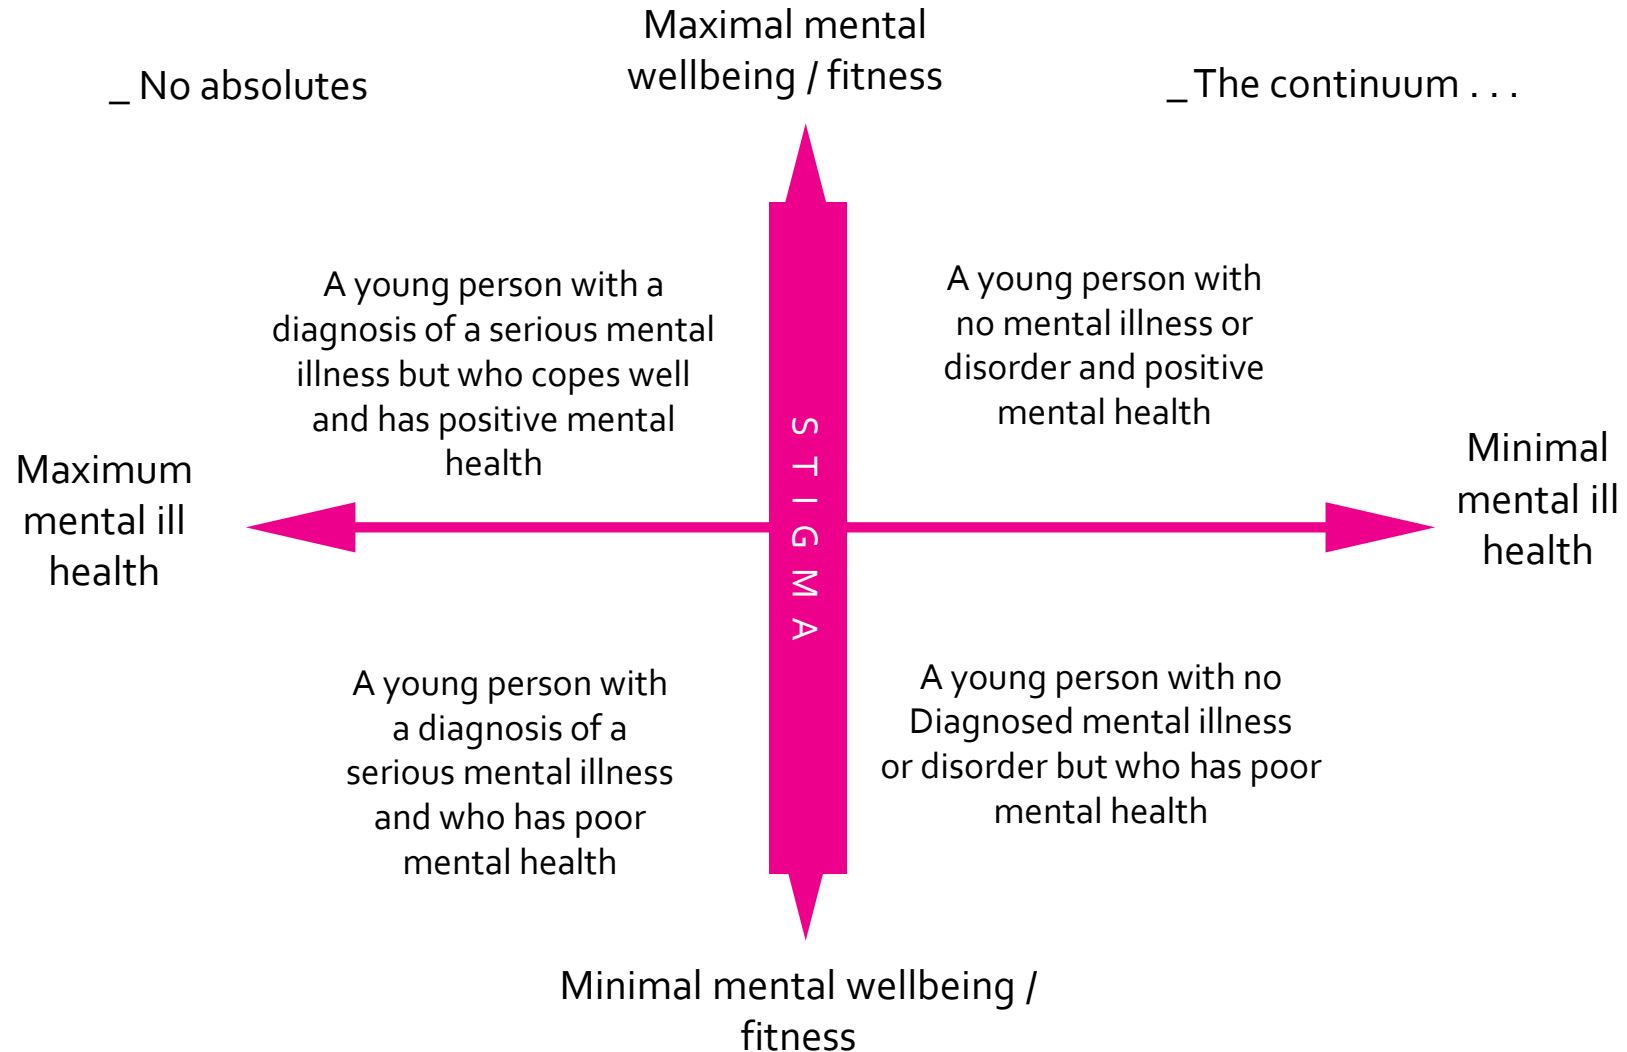 Maximal mental
wellbeing / fitness
_ No absolutes
_ The continuum . . .
A young person with a
diagnosis of a serious mental
illness but who copes well
and has positive mental
health
A young person with
no mental illness or
disorder and positive
mental health
Maximum
mental ill
health
STIGMA
Minimal
mental ill
health
A young person with
a diagnosis of a
serious mental illness
and who has poor
mental health
A young person with no
Diagnosed mental illness
or disorder but who has poor
mental health
Minimal mental wellbeing /
fitness